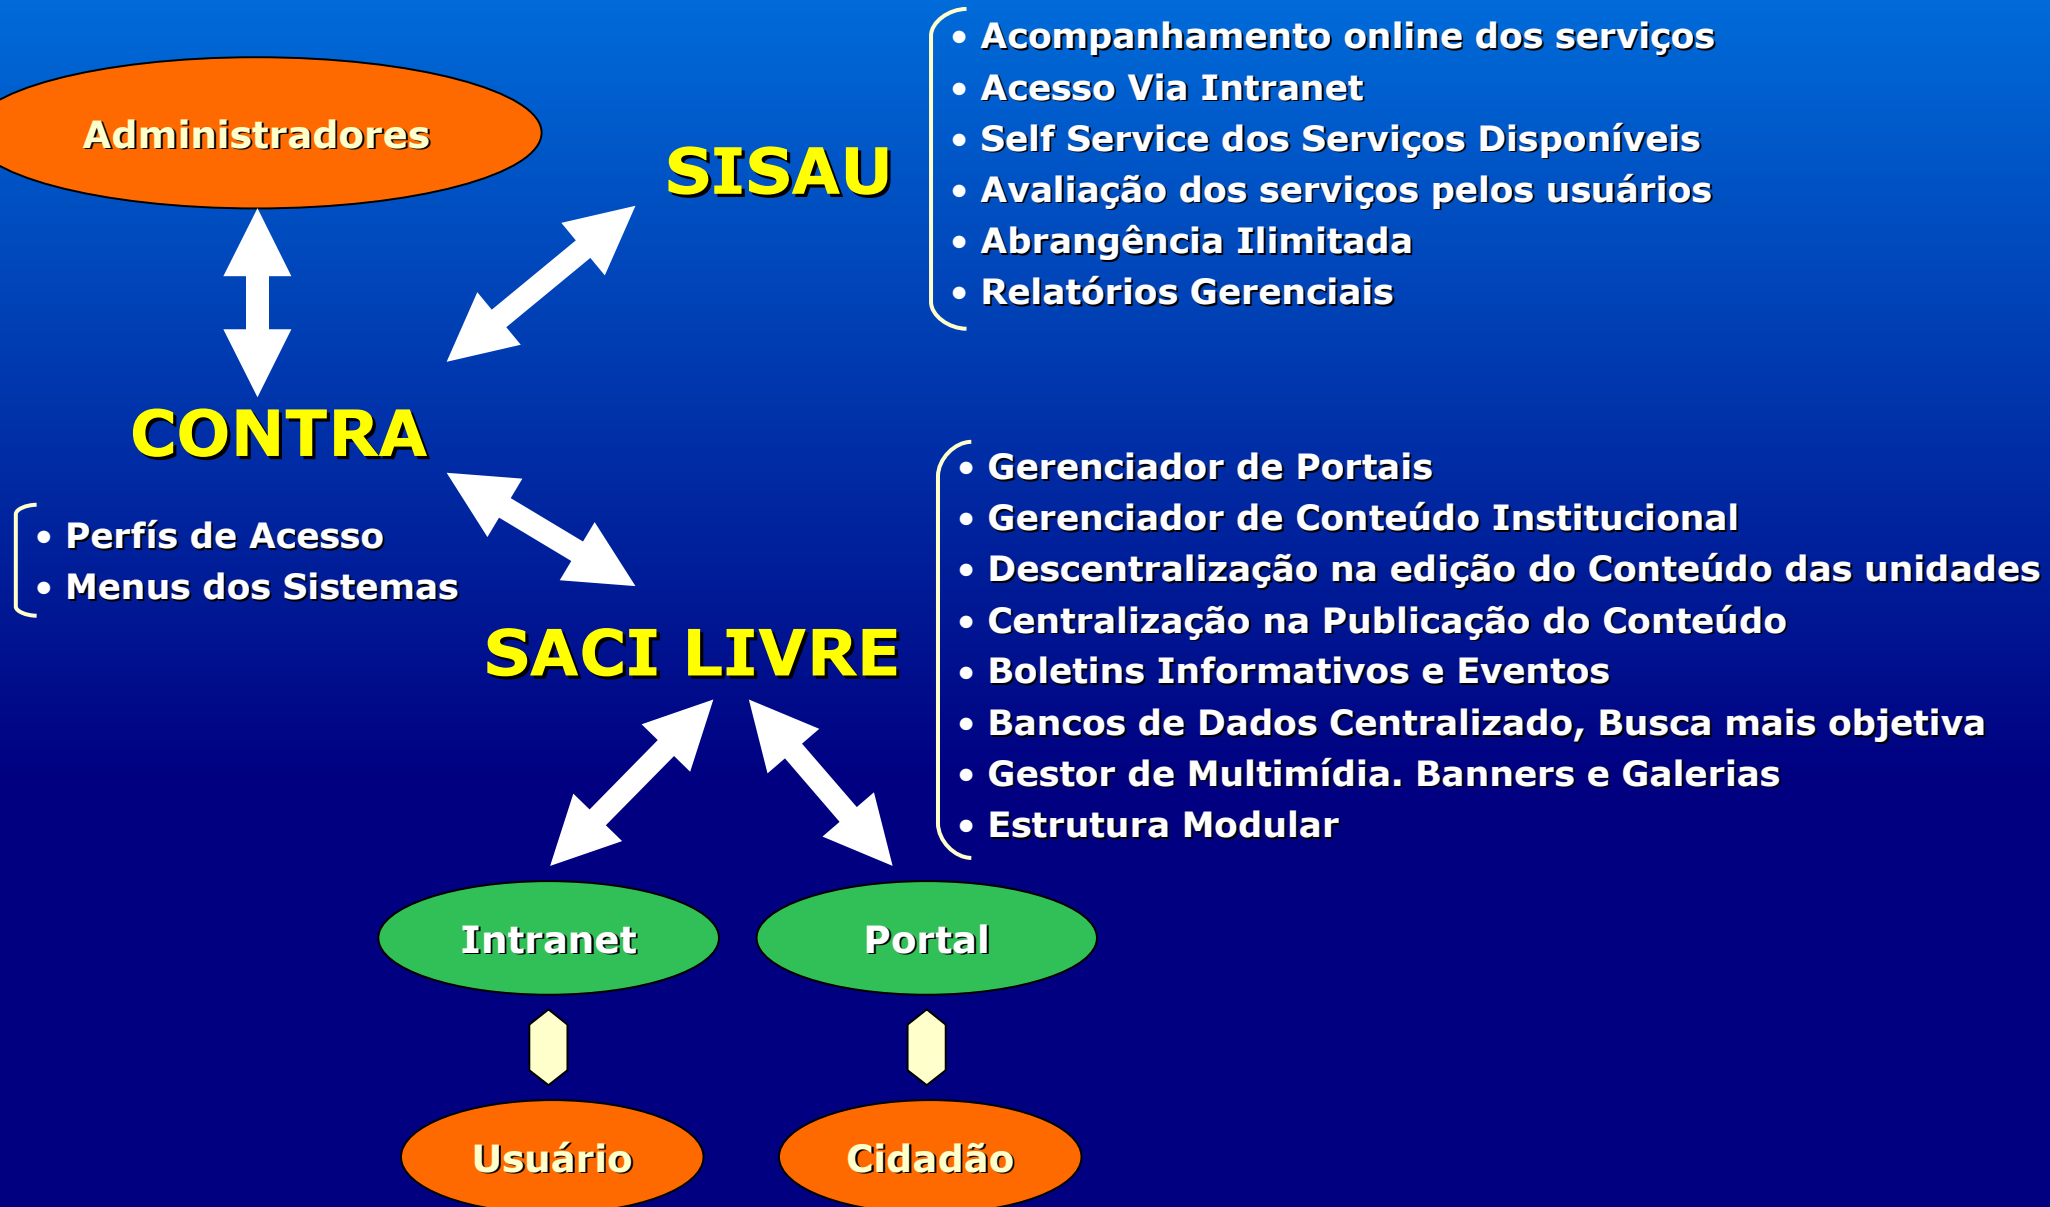 Administradores
SISAU
• Acompanhamento online dos serviços
• Acesso Via Intranet
• Self Service dos Serviços Disponíveis
• Avaliação dos serviços pelos usuários
• Abrangência Ilimitada
• Relatórios Gerenciais
CONTRA
• Perfís de Acesso
• Menus dos Sistemas
SACI LIVRE
• Gerenciador de Portais
• Gerenciador de Conteúdo Institucional
• Descentralização na edição do Conteúdo das unidades
• Centralização na Publicação do Conteúdo
• Boletins Informativos e Eventos
• Bancos de Dados Centralizado, Busca mais objetiva
• Gestor de Multimídia. Banners e Galerias
• Estrutura Modular
Intranet
Portal
Usuário
Cidadão